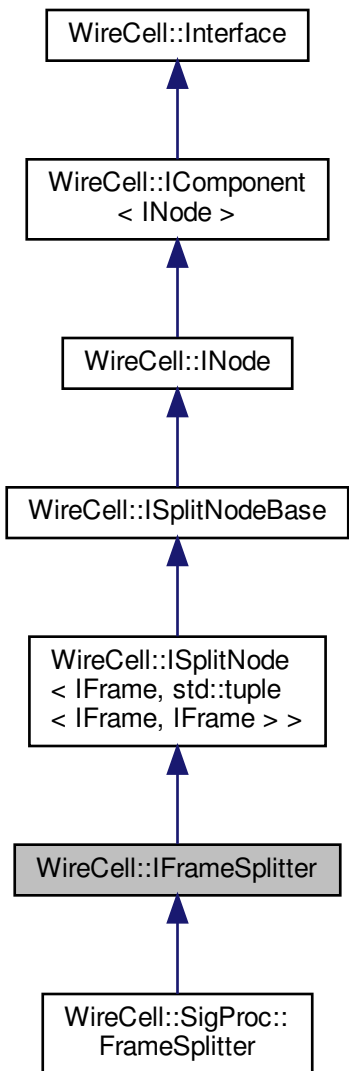 WireCell::Interface
WireCell::IComponent
< INode >
WireCell::INode
WireCell::ISplitNodeBase
WireCell::ISplitNode
< IFrame, std::tuple
< IFrame, IFrame > >
WireCell::IFrameSplitter
WireCell::SigProc::
FrameSplitter